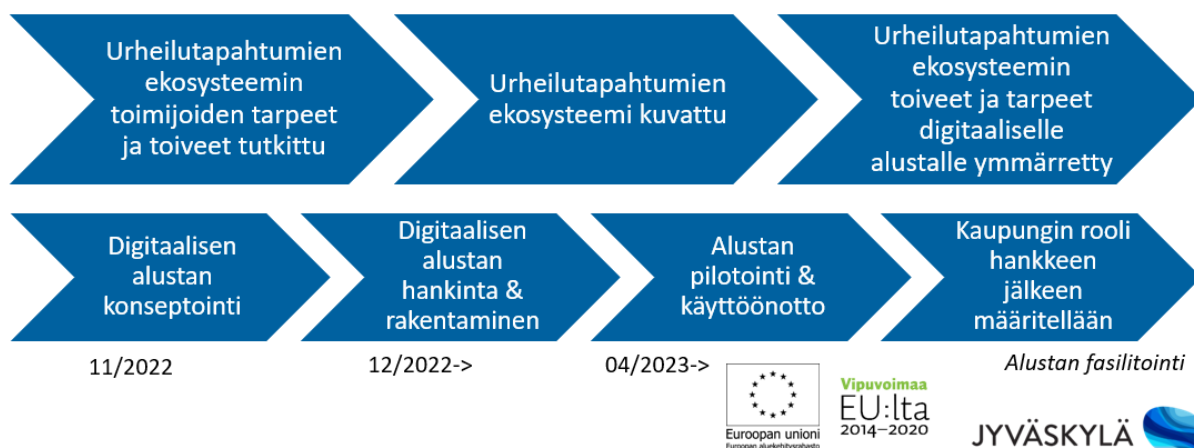 Urheilutapahtumien
ekosysteemin
toimijoiden tarpeet
ja toiveet tutkittu
Urheilutapahtumien
ekosysteemi kuvattu
Urheilutapahtumien
ekosysteemin
toiveet ja tarpeet
digitaaliselle
alustalle ymmärretty
Digitaalisen
alustan
konseptointi
Digitaalisen
alustan
hankinta &
rakentaminen
Alustan
pilotointi &
käyttöönotto
Kaupungin rooli
hankkeen
jälkeen
määritellään
11/2022
12/2022->
04/2023->
Alustan fasilitointi
Euroopan unioni
Euroopan aluekehitysrahasto
Vipuvoimaa
EU:lta
2014–2020
JYVÄSKYLÄ